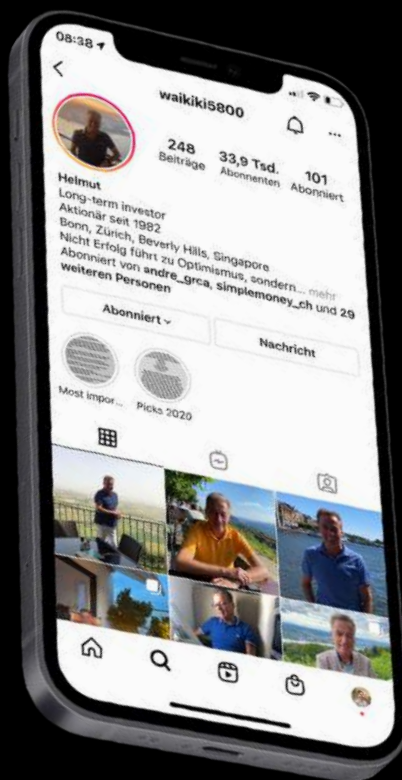 08:38
waikiki5800
248
Beiträge
33,9 Tsd.
Abonnenten
101
Abonniert
Helmut
Long-term investor
Aktionär seit 1982
Bonn, Zürich, Beverly Hills, Singapore
Nicht Erfolg führt zu Optimismus, sondern... mehr
Abonniert von andre_grca, simplemoney_ch und 29
weiteren Personen
Abonniert
Nachricht
Most impor...
Picks 2020